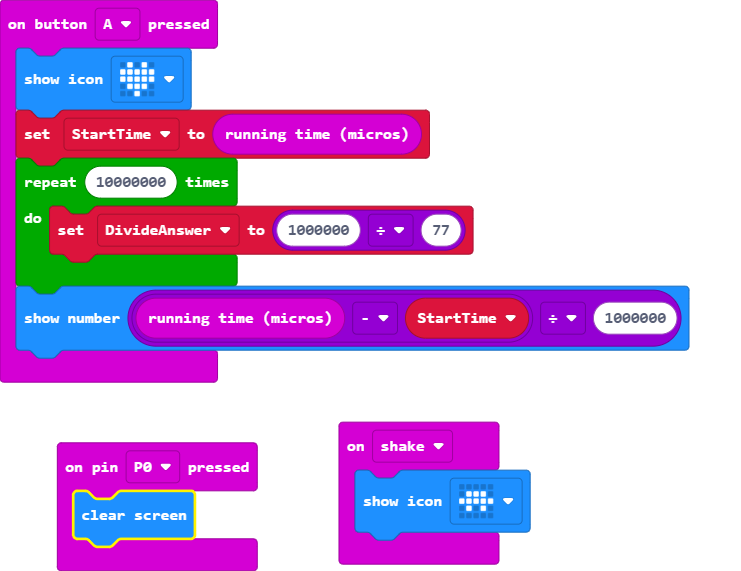 on button A pressed
show icon
set StartTime to running time (micros)
repeat 10000000 times
do
set DivideAnswer to 1000000 ÷ 77
show number running time (micros) - StartTime ÷ 1000000
on pin P0 pressed
clear screen
on shake
show icon